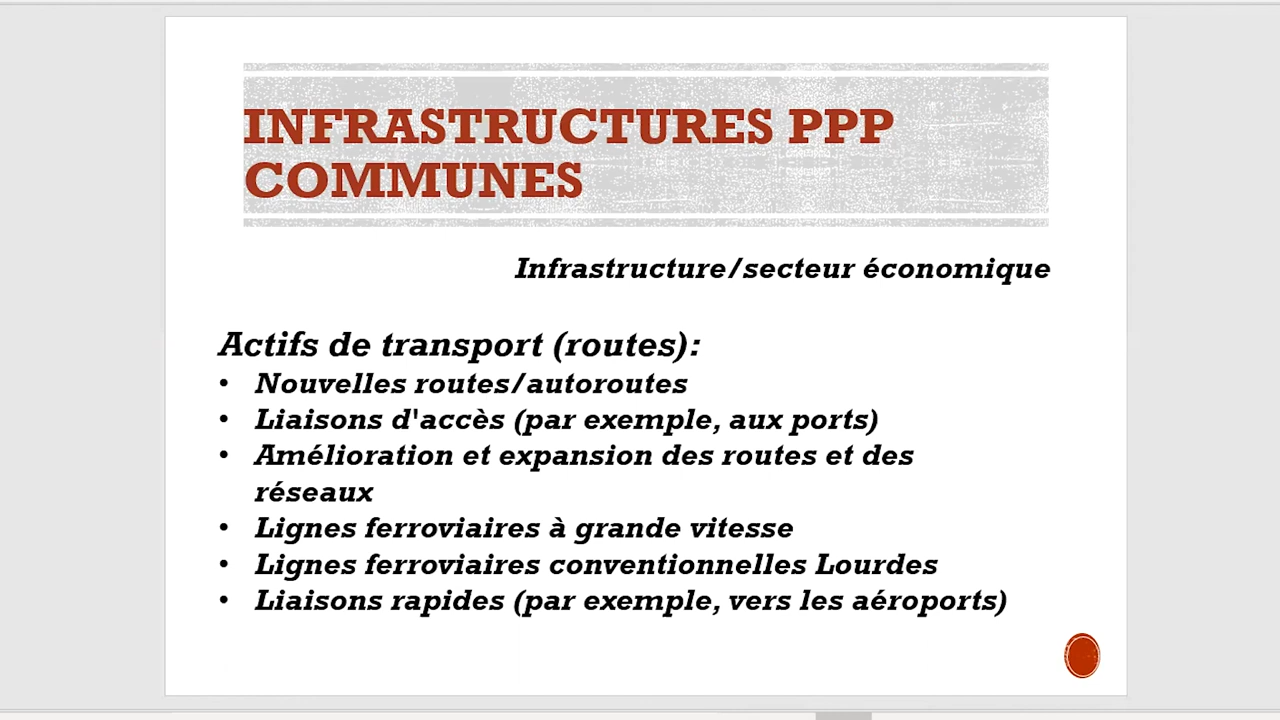 INFRASTRUCTURES PPP
COMMUNES
Infrastructure/secteur économique
Actifs de transport (routes):
• Nouvelles routes/autoroutes
• Liaisons d'accès (par exemple, aux ports)
• Amélioration et expansion des routes et des
réseaux
• Lignes ferroviaires à grande vitesse
• Lignes ferroviaires conventionnelles Lourdes
• Liaisons rapides (par exemple, vers les aéroports)